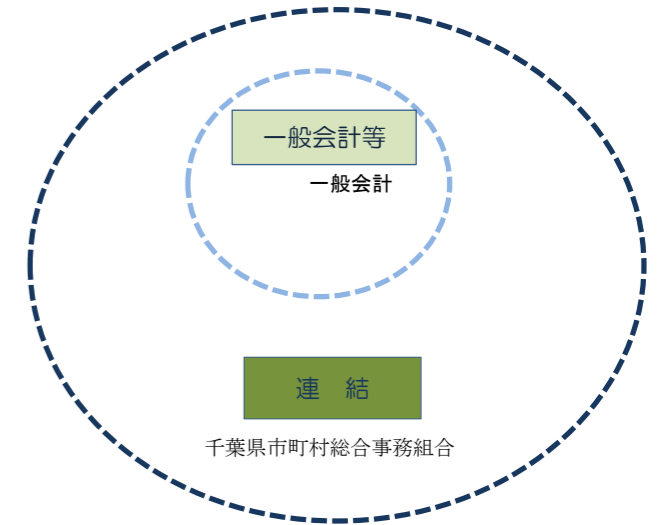 一般会計等
一般会計
連　結
千葉県市町村総合事務組合